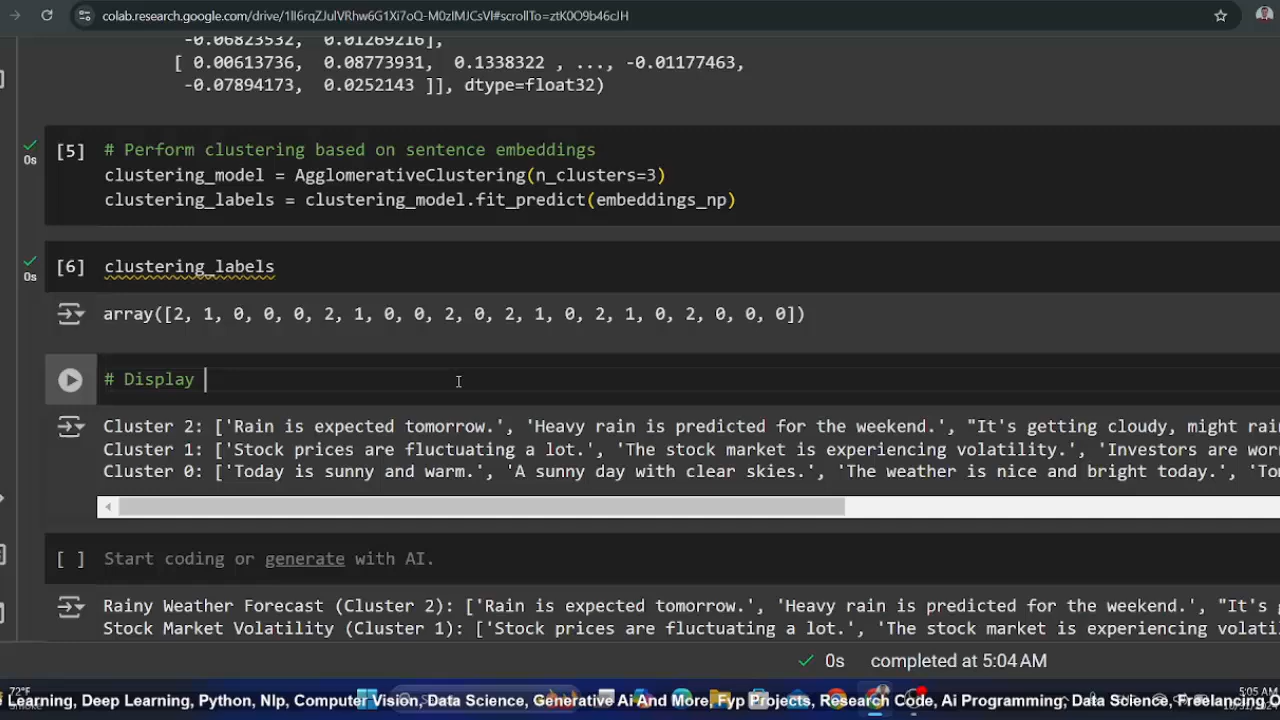 colab.research.google.com/drive/1lI6rqZJulVRhw6G1Xi7oQ-M0zIMJCsVl#scrollTo=ztK0O9b46cJH
-0.06823532, 0.01269216],
[ 0.00613736, 0.08773931, 0.1338322 , ..., -0.01177463,
-0.07894173, 0.0252143 ]], dtype=float32)
[5] # Perform clustering based on sentence embeddings
0s
clustering_model = AgglomerativeClustering(n_clusters=3)
clustering_labels = clustering_model.fit_predict(embeddings_np)
[6] clustering_labels
0s
array([2, 1, 0, 0, 0, 2, 1, 0, 0, 2, 0, 2, 1, 0, 2, 1, 0, 2, 0, 0, 0])
# Display
Cluster 2: ['Rain is expected tomorrow.', 'Heavy rain is predicted for the weekend.', "It's getting cloudy, might rain
Cluster 1: ['Stock prices are fluctuating a lot.', 'The stock market is experiencing volatility.', 'Investors are wor
Cluster 0: ['Today is sunny and warm.', 'A sunny day with clear skies.', 'The weather is nice and bright today.', 'To
[ ] Start coding or generate with AI.
Rainy Weather Forecast (Cluster 2): ['Rain is expected tomorrow.', 'Heavy rain is predicted for the weekend.', "It's g
Stock Market Volatility (Cluster 1): ['Stock prices are fluctuating a lot.', 'The stock market is experiencing volatil
0s completed at 5:04 AM
72°F
5:05 AM
e Learning, Deep Learning, Python, Nlp, Computer Vision, Data Science, Generative Ai And More. Fyp Projects, Research Code, Ai Programming, Data Science, Freelancing